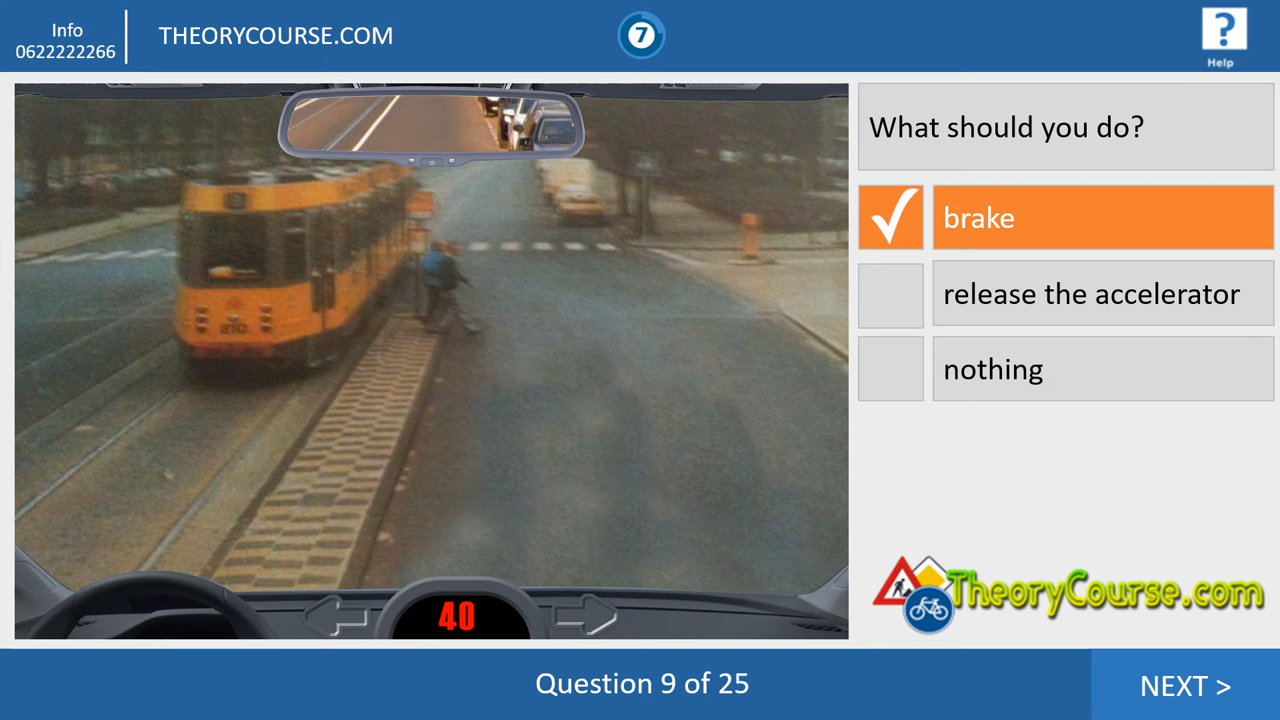 Info
0622222266
THEORYCOURSE.COM
7
?
Help
What should you do?
brake
release the accelerator
nothing
810
40
TheoryCourse.com
Question 9 of 25
NEXT >